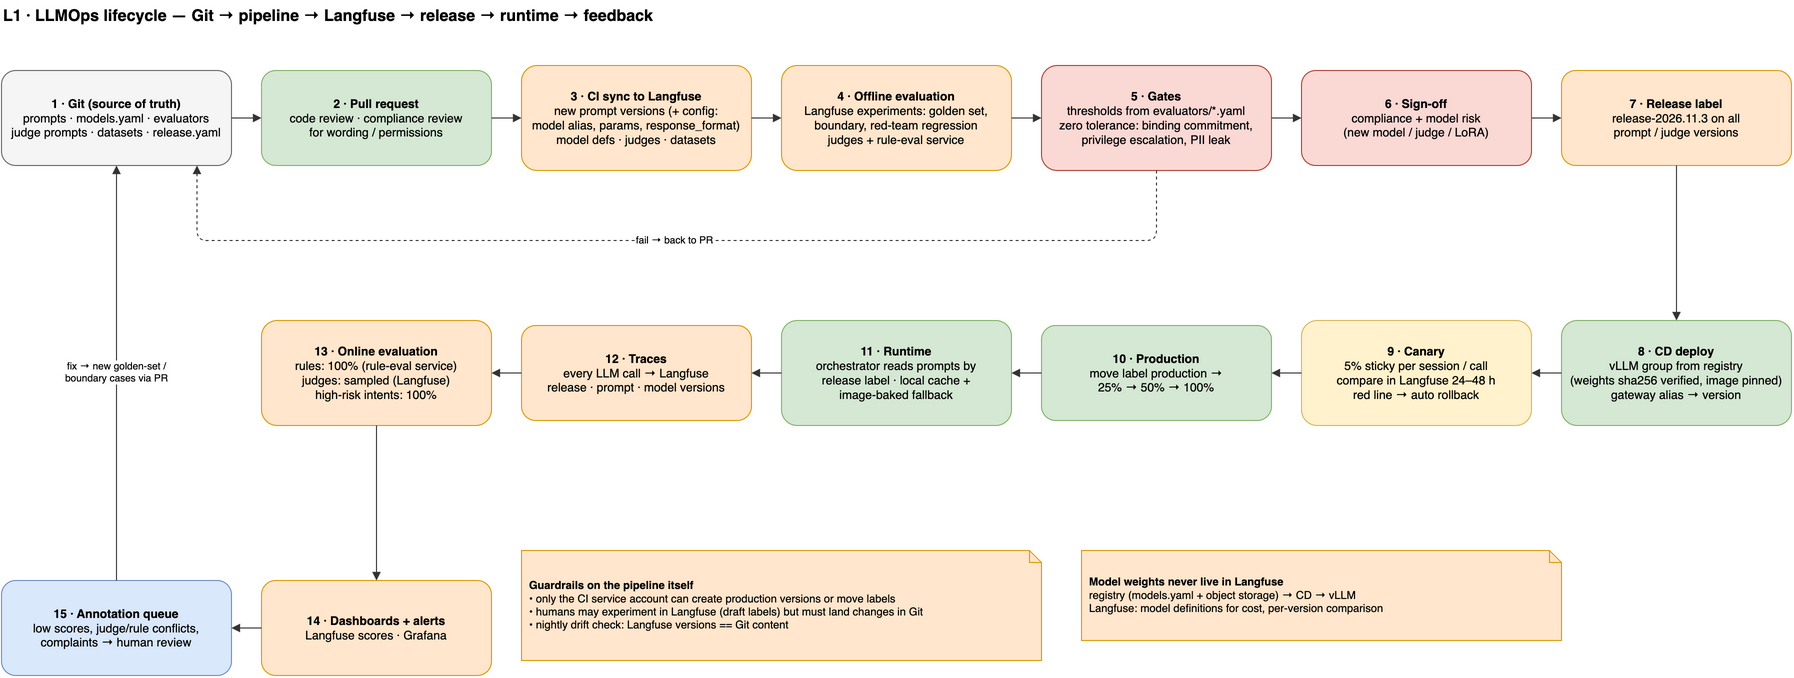 L1 · LLMOps lifecycle — Git → pipeline → Langfuse → release → runtime → feedback
1 · Git (source of truth)
prompts · models.yaml · evaluators
judge prompts · datasets · release.yaml
2 · Pull request
code review · compliance review
for wording / permissions
3 · CI sync to Langfuse
new prompt versions (+ config:
model alias, params, response_format)
model defs · judges · datasets
4 · Offline evaluation
Langfuse experiments: golden set,
boundary, red-team regression
judges + rule-eval service
5 · Gates
thresholds from evaluators/*.yaml
zero tolerance: binding commitment,
privilege escalation, PII leak
6 · Sign-off
compliance + model risk
(new model / judge / LoRA)
7 · Release label
release-2026.11.3 on all
prompt / judge versions
fail → back to PR
fix → new golden-set /
boundary cases via PR
13 · Online evaluation
rules: 100% (rule-eval service)
judges: sampled (Langfuse)
high-risk intents: 100%
12 · Traces
every LLM call → Langfuse
release · prompt · model versions
11 · Runtime
orchestrator reads prompts by
release label · local cache +
image-baked fallback
10 · Production
move label production →
25% → 50% → 100%
9 · Canary
5% sticky per session / call
compare in Langfuse 24–48 h
red line → auto rollback
8 · CD deploy
vLLM group from registry
(weights sha256 verified, image pinned)
gateway alias → version
15 · Annotation queue
low scores, judge/rule conflicts,
complaints → human review
14 · Dashboards + alerts
Langfuse scores · Grafana
Guardrails on the pipeline itself
• only the CI service account can create production versions or move labels
• humans may experiment in Langfuse (draft labels) but must land changes in Git
• nightly drift check: Langfuse versions == Git content
Model weights never live in Langfuse
registry (models.yaml + object storage) → CD → vLLM
Langfuse: model definitions for cost, per-version comparison